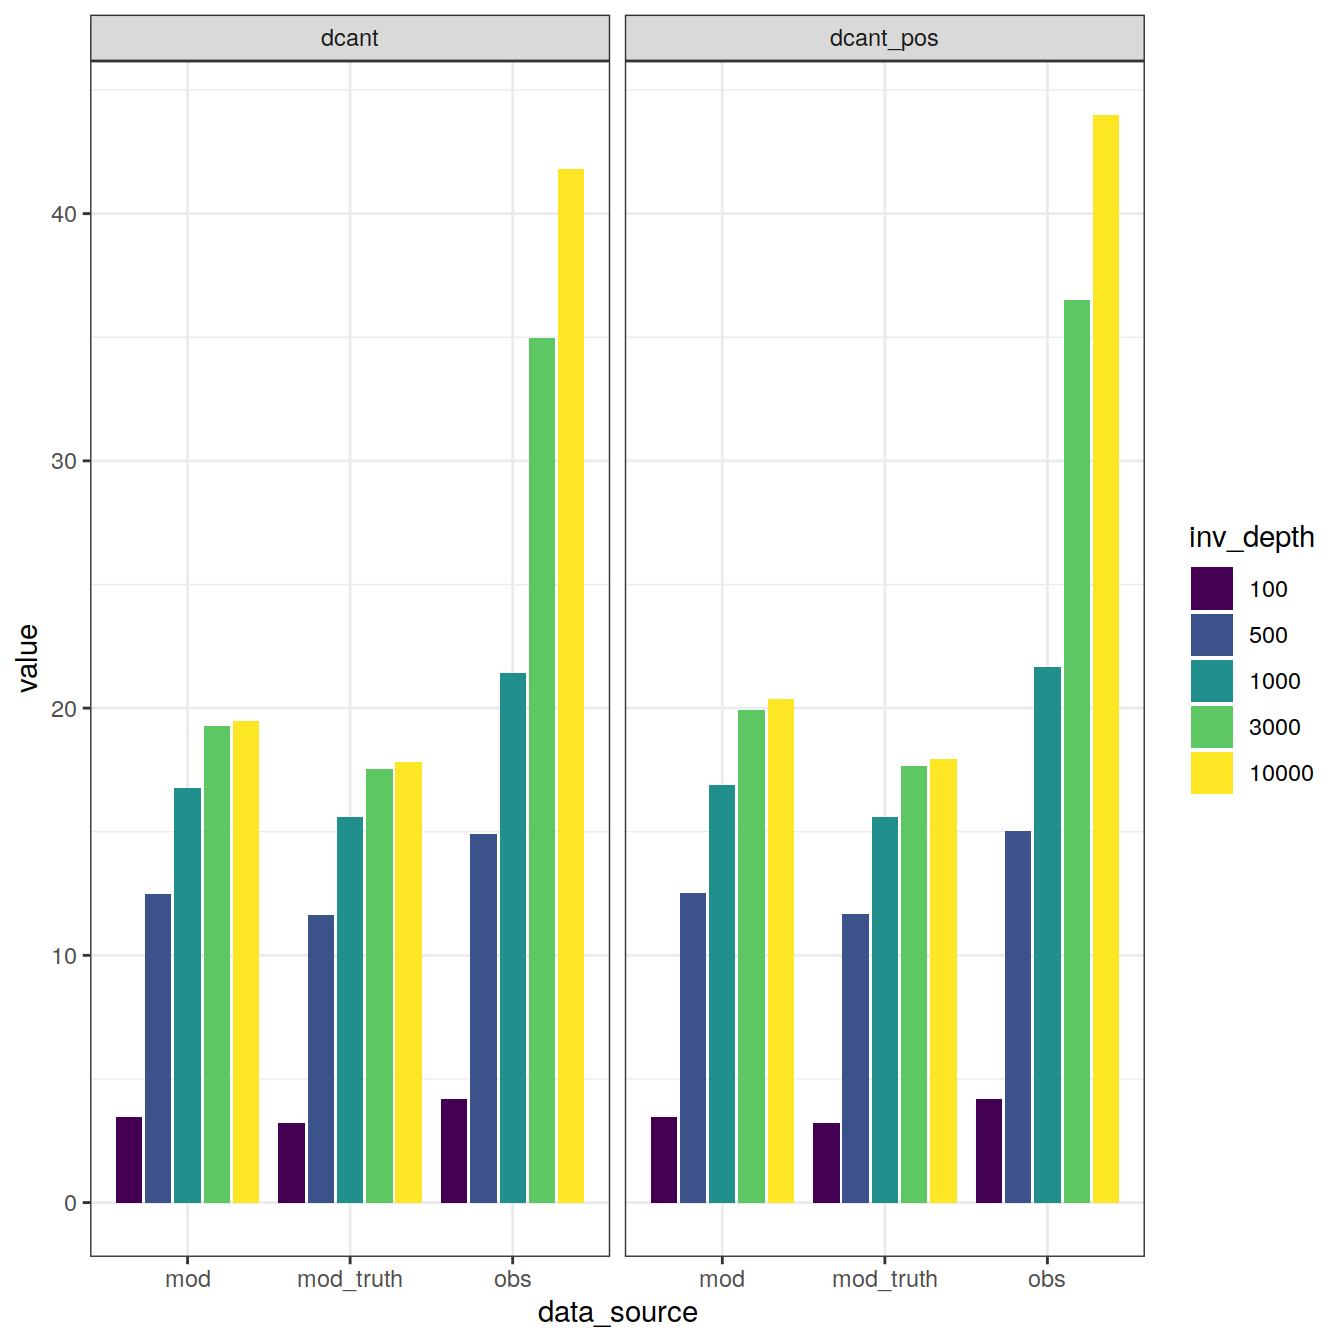 dcant
dcant_pos
value
40
30
20
10
0
mod
mod_truth
obs
mod
mod_truth
obs
data_source
inv_depth
100
500
1000
3000
10000